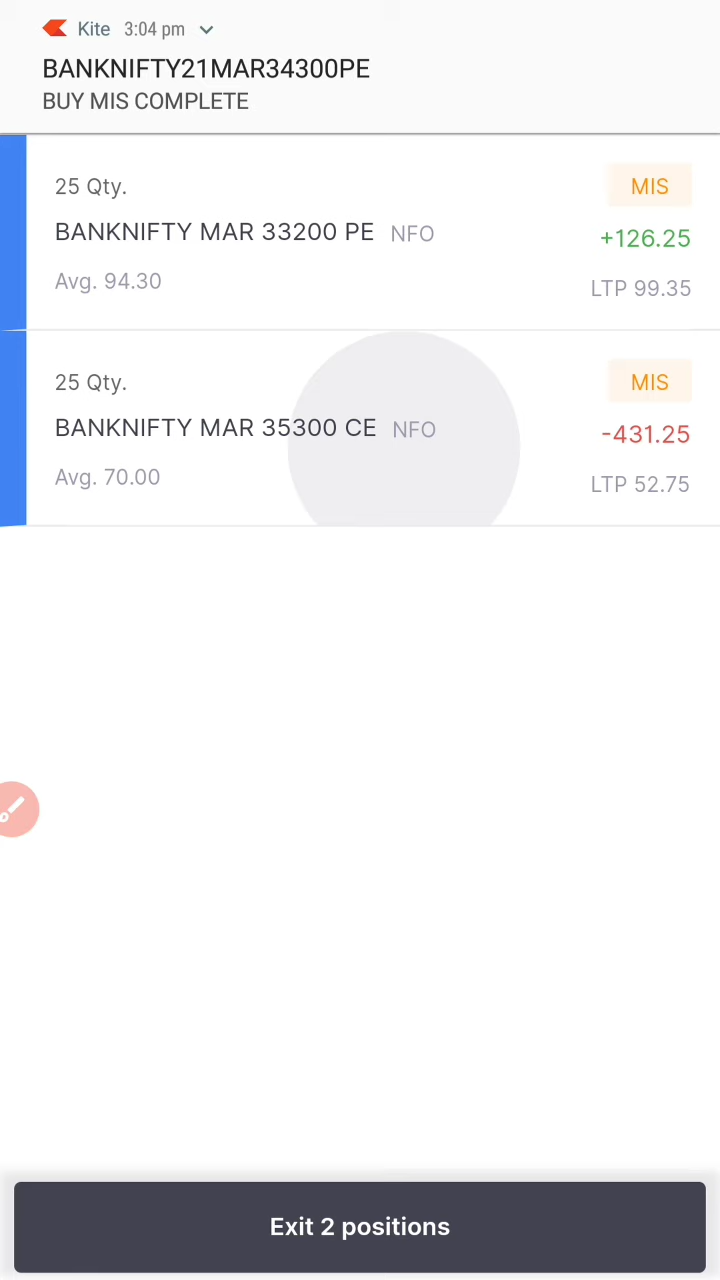 Kite 3:04 pm
BANKNIFTY21MAR34300PE
BUY MIS COMPLETE
25 Qty. MIS
BANKNIFTY MAR 33200 PE NFO +126.25
Avg. 94.30 LTP 99.35
25 Qty. MIS
BANKNIFTY MAR 35300 CE NFO -431.25
Avg. 70.00 LTP 52.75
Exit 2 positions